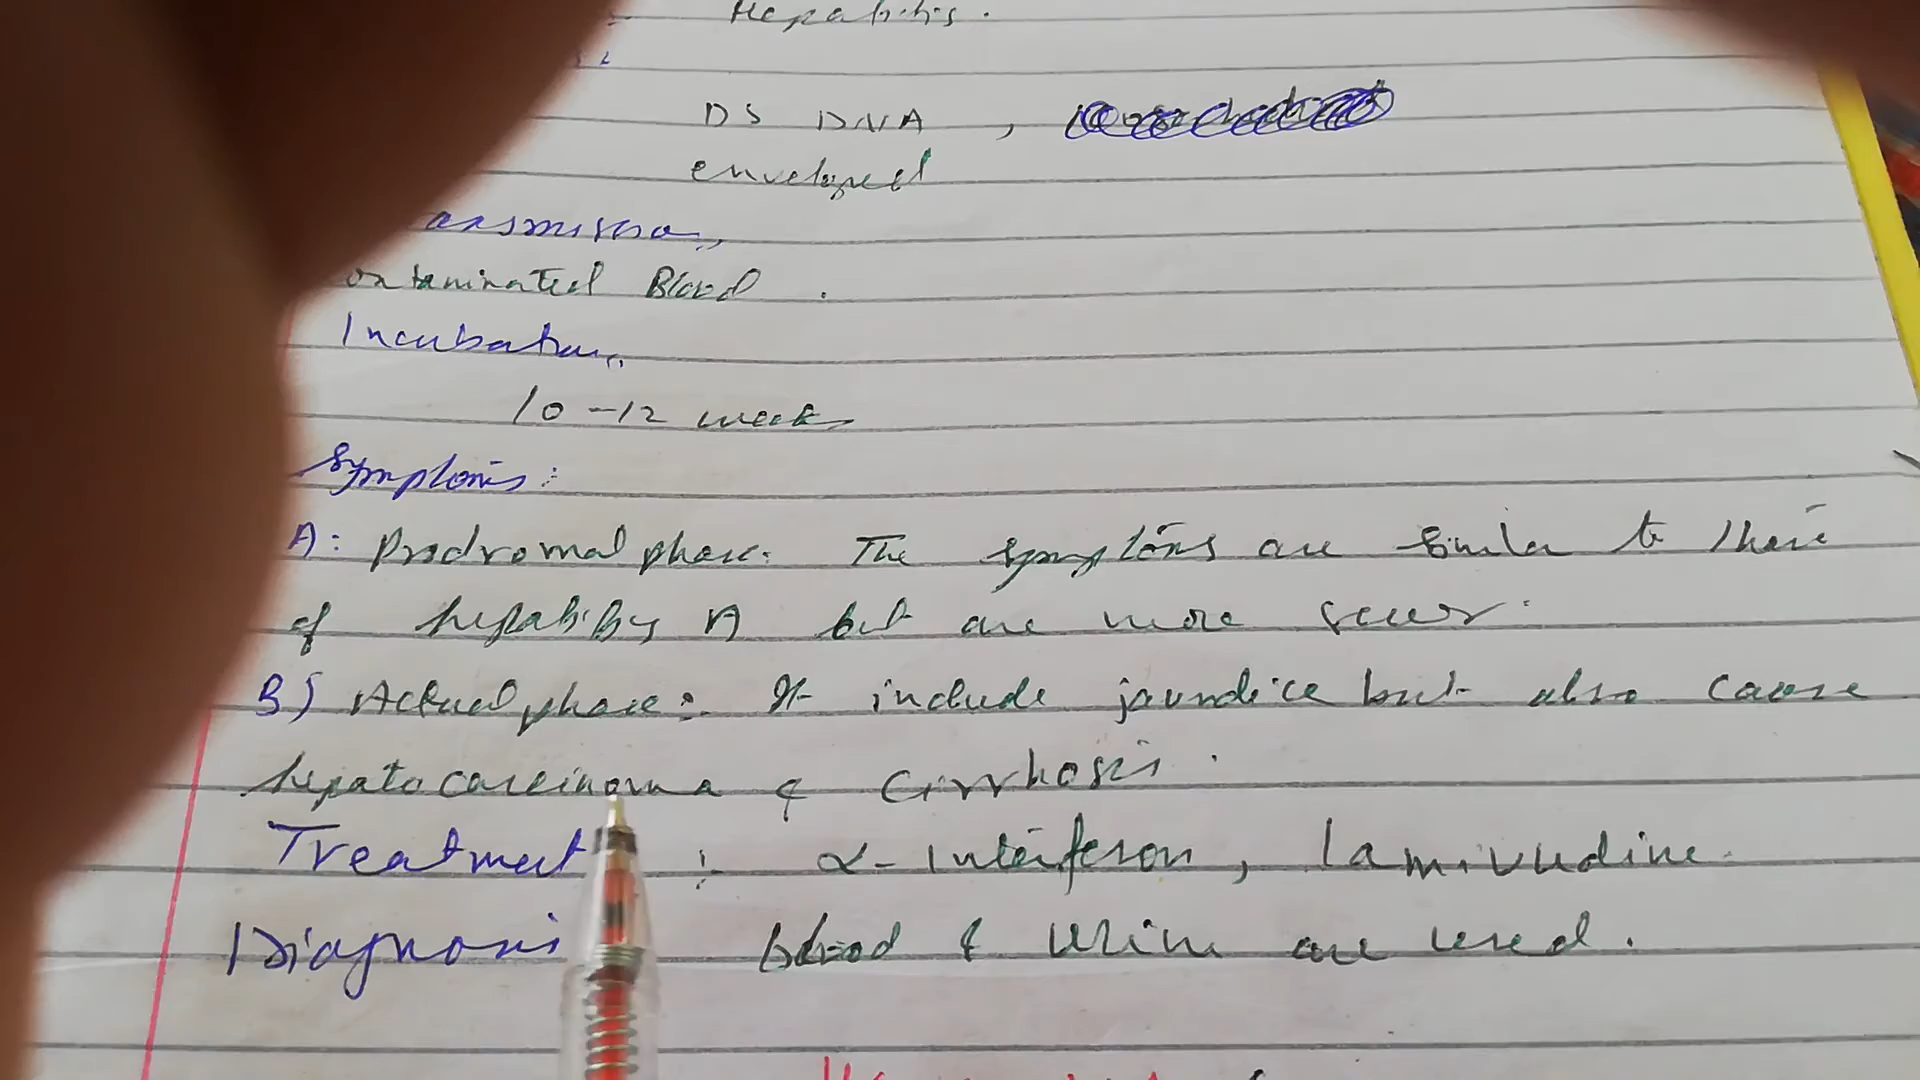 Hepatitis.
DS DNA ,
enveloped
ansmission,,
ontaminated Blood .
Incubation,,
10-12 weeks
Symptoms:
A: Prodromal phase: The symptoms are similar to those
of hepatitis A but are more sever.
B) Actual phase: It include jaundice but also cause
hepatocarcinoma & Cirrhosis.
Treatment :- α-Interferon, lamivudine.
Diagnosis blood & Urine are used.